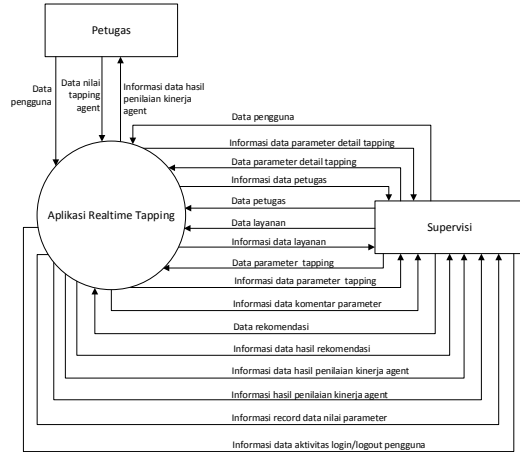 Petugas
Data
pengguna
Data nilai
tapping
agent
Informasi data hasil
penilaian kinerja
agent
Data pengguna
Informasi data parameter detail tapping
Data parameter detail tapping
Informasi data petugas
Data petugas
Aplikasi Realtime Tapping
Data layanan
Supervisi
Informasi data layanan
Data parameter tapping
Informasi data parameter tapping
Informasi data komentar parameter
Data rekomendasi
Informasi data hasil rekomendasi
Informasi data hasil penilaian kinerja agent
Informasi hasil penilaian kinerja agent
Informasi record data nilai parameter
Informasi data aktivitas login/logout pengguna